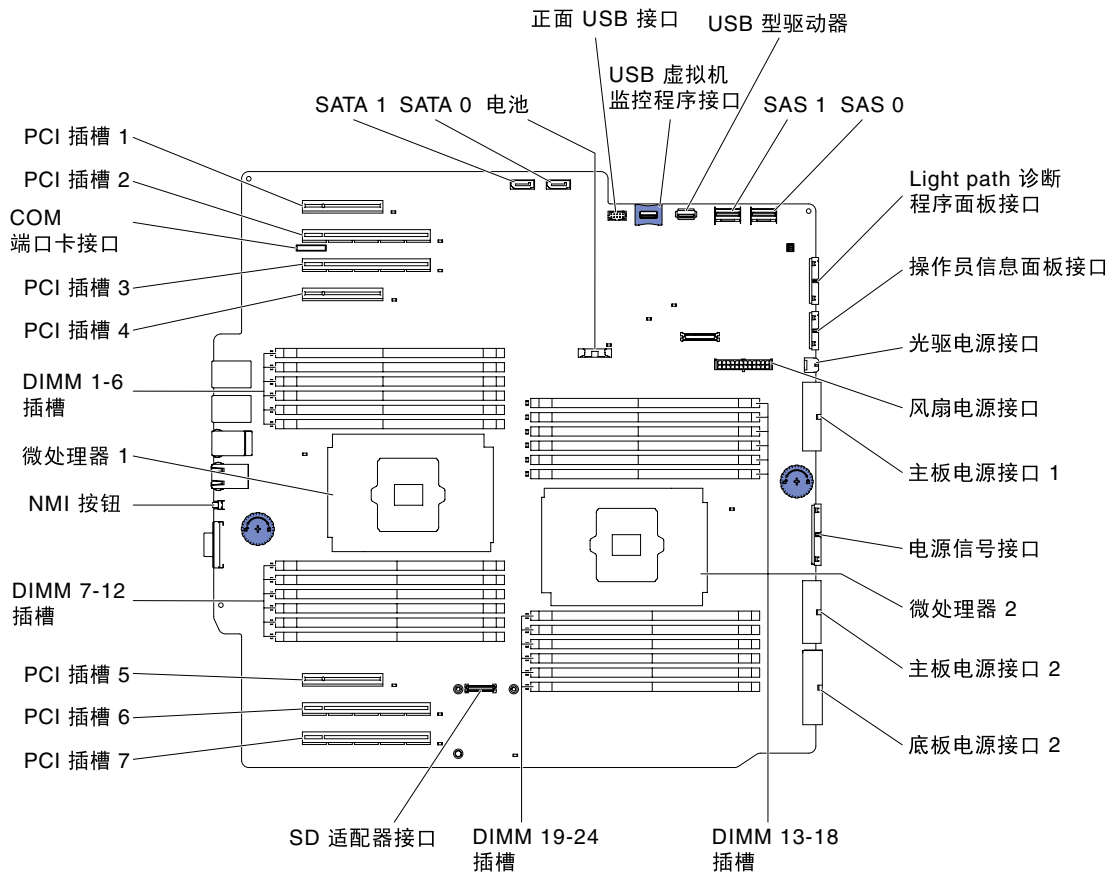 正面 USB 接口
USB 型驱动器
USB 虚拟机
监控程序接口
SATA 1
SATA 0
电池
SAS 1
SAS 0
PCI 插槽 1
PCI 插槽 2
COM
端口卡接口
PCI 插槽 3
PCI 插槽 4
DIMM 1-6
插槽
微处理器 1
NMI 按钮
DIMM 7-12
插槽
PCI 插槽 5
PCI 插槽 6
PCI 插槽 7
Light path 诊断
程序面板接口
操作员信息面板接口
光驱电源接口
风扇电源接口
主板电源接口 1
电源信号接口
微处理器 2
主板电源接口 2
底板电源接口 2
SD 适配器接口
DIMM 19-24
插槽
DIMM 13-18
插槽